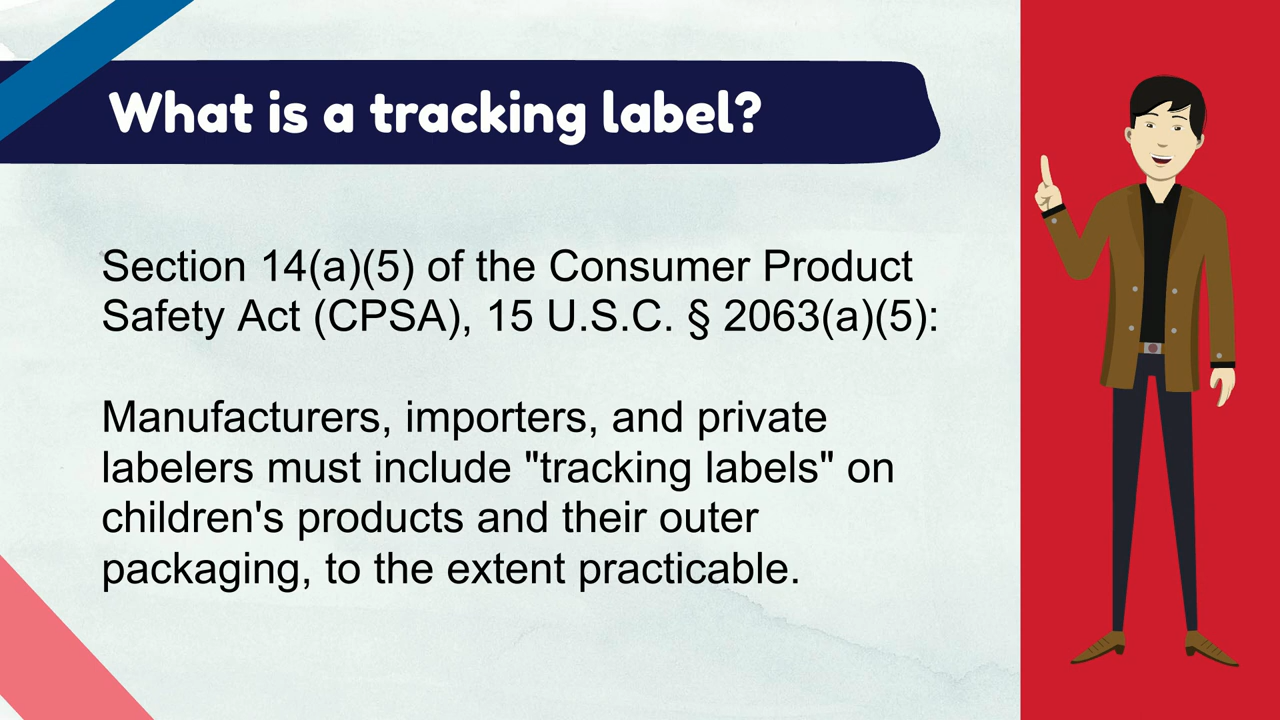 What is a tracking label?
Section 14(a)(5) of the Consumer Product
Safety Act (CPSA), 15 U.S.C. § 2063(a)(5):
Manufacturers, importers, and private
labelers must include "tracking labels" on
children's products and their outer
packaging, to the extent practicable.